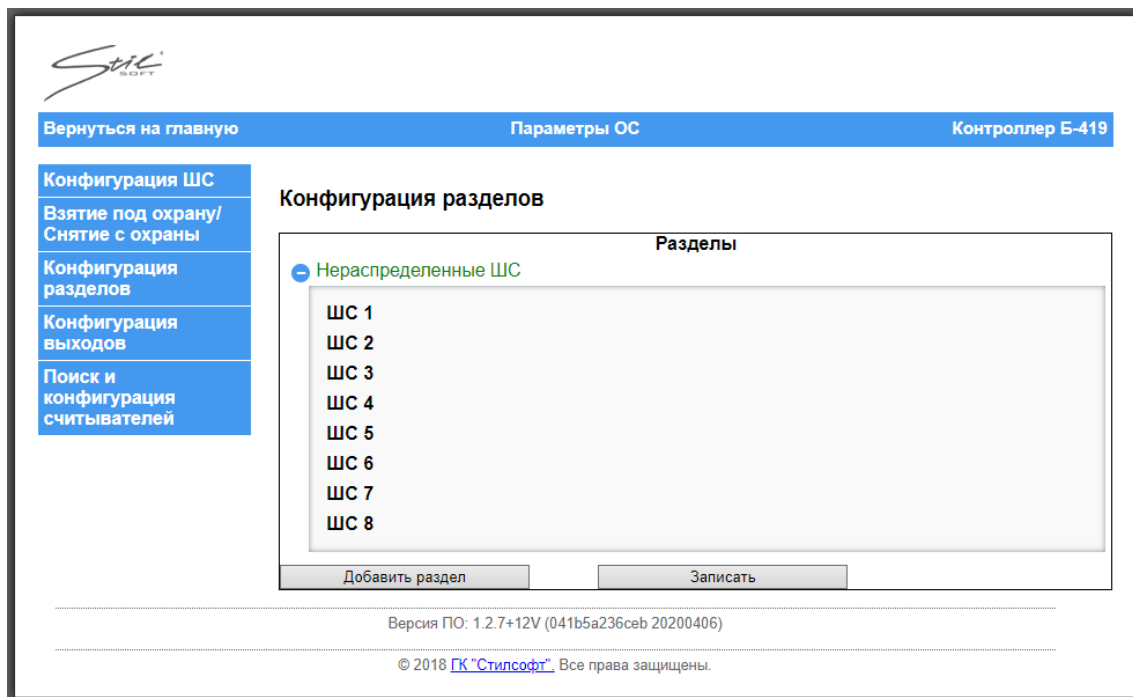 Stil
SOFT
Вернуться на главную Параметры ОС Контроллер Б-419
Конфигурация ШС
Взятие под охрану/
Снятие с охраны
Конфигурация
разделов
Конфигурация
выходов
Поиск и
конфигурация
считывателей
Конфигурация разделов
Разделы
Нераспределенные ШС
ШС 1
ШС 2
ШС 3
ШС 4
ШС 5
ШС 6
ШС 7
ШС 8
Добавить раздел Записать
Версия ПО: 1.2.7+12V (041b5a236ceb 20200406)
© 2018 ГК "Стилсофт". Все права защищены.